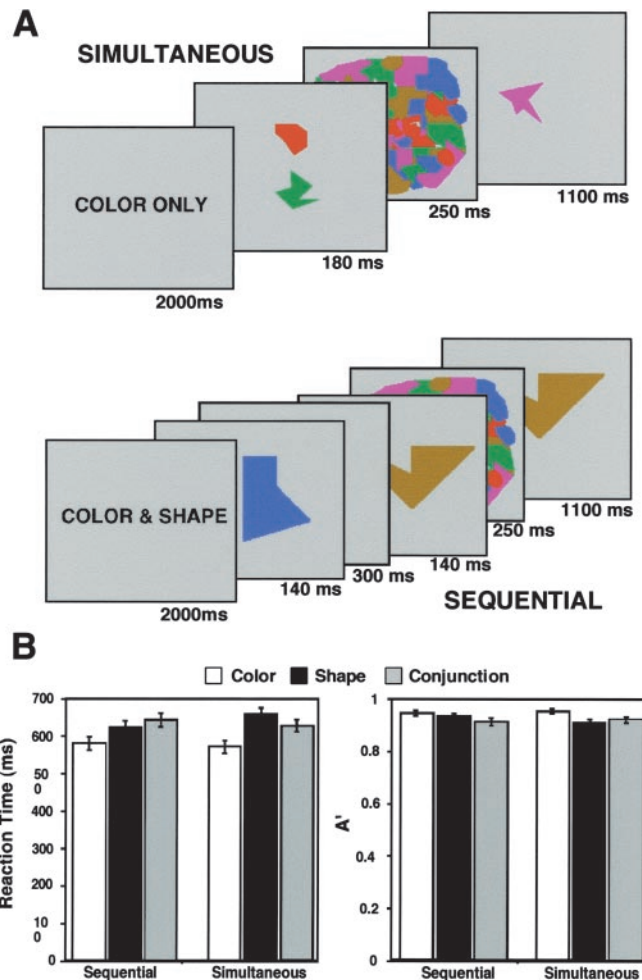 A
SIMULTANEOUS
COLOR ONLY
2000ms
180 ms
250 ms
1100 ms
COLOR & SHAPE
2000ms
140 ms
300 ms
140 ms
250 ms
1100 ms
SEQUENTIAL
B
Color Shape Conjunction
Reaction Time (ms)
700
600
50
0
400
300
200
10
0
0
Sequential Simultaneous
A'
1
0.8
0.6
0.4
0.2
0
Sequential Simultaneous